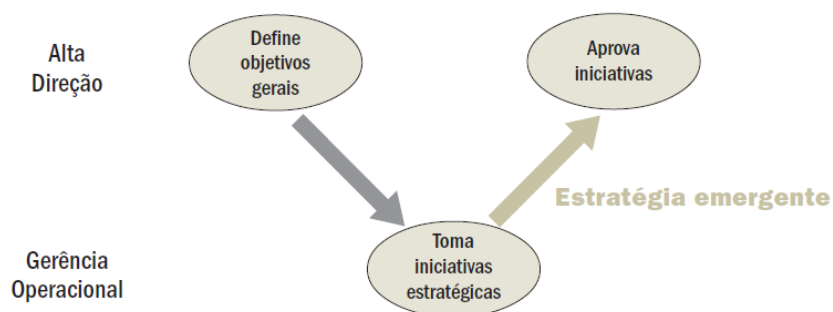 Alta
Direção
Define
objetivos
gerais
Aprova
iniciativas
Estratégia emergente
Gerência
Operacional
Toma
iniciativas
estratégicas